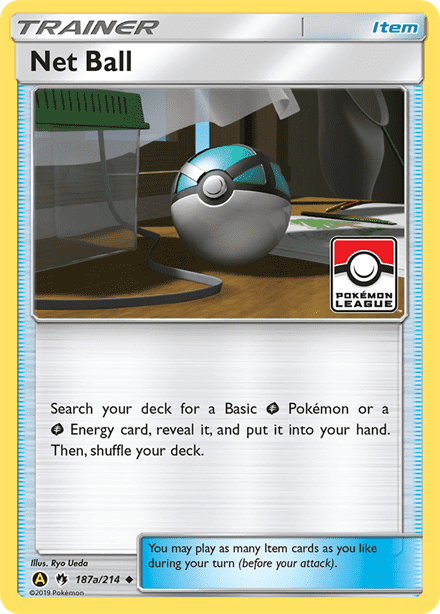 TRAINER
Item
Net Ball
POKÉMON
LEAGUE
Search your deck for a Basic Pokémon or a
Energy card, reveal it, and put it into your hand.
Then, shuffle your deck.
Illus. Ryo Ueda
You may play as many Item cards as you like
during your turn (before your attack).
A 187a/214
©2019 Pokémon